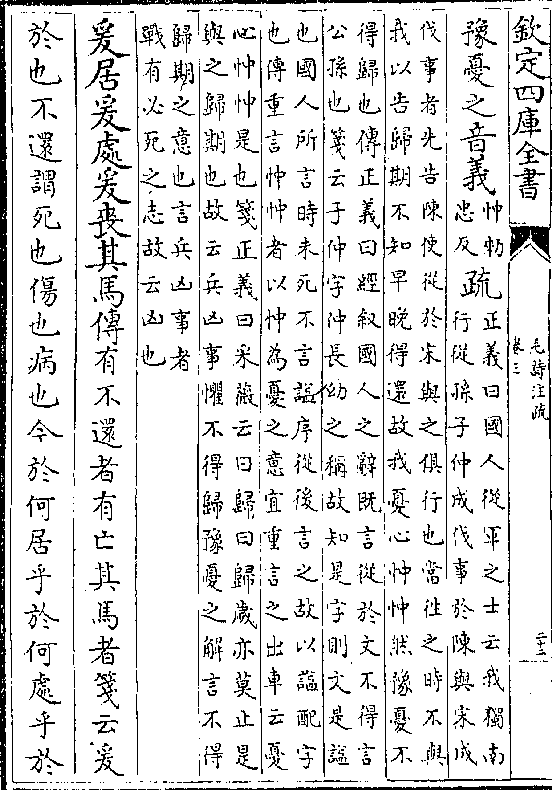 欽定四庫全書
毛詩注疏
卷三
二十三
豫憂之音義忡勑
忠反疏正義曰國人從軍之士云我獨南
行從孫子仲成伐事於陳與宋成
伐事者先告陳使從於宋與之俱行也當往之時不與
我以告歸期不知早晚得還故我憂心忡忡然豫憂不
得歸也傳正義曰經叙國人之辭既言從於文不得言
公孫也箋云子仲字仲長幼之稱故知是字則文是謚
也國人所言時未死不言謚序從後言之故以謚配字
也傳重言忡忡者以忡為憂之意宜重言之出車云憂
心忡忡是也箋正義曰采薇云曰歸曰歸歲亦莫止是
與之歸期也故云兵凶事懼不得歸豫憂之解言不得
歸期之意也言兵凶事者
戰有必死之志故云凶也
爰居爰處爰喪其馬傳有不還者有亡其馬者箋云爰
於也不還謂死也傷也病也今於何居乎於何處乎於